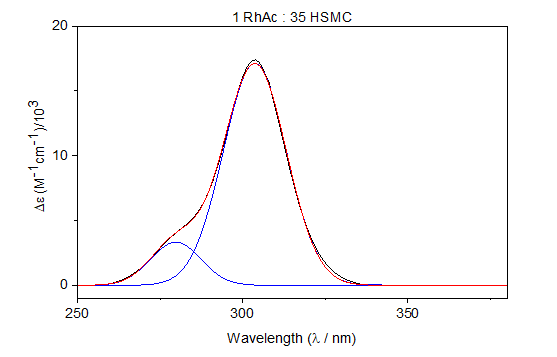 1 RhAc : 35 HSMC
20
10
0
250
300
350
Δε (M⁻¹cm⁻¹)/10³
Wavelength (λ / nm)